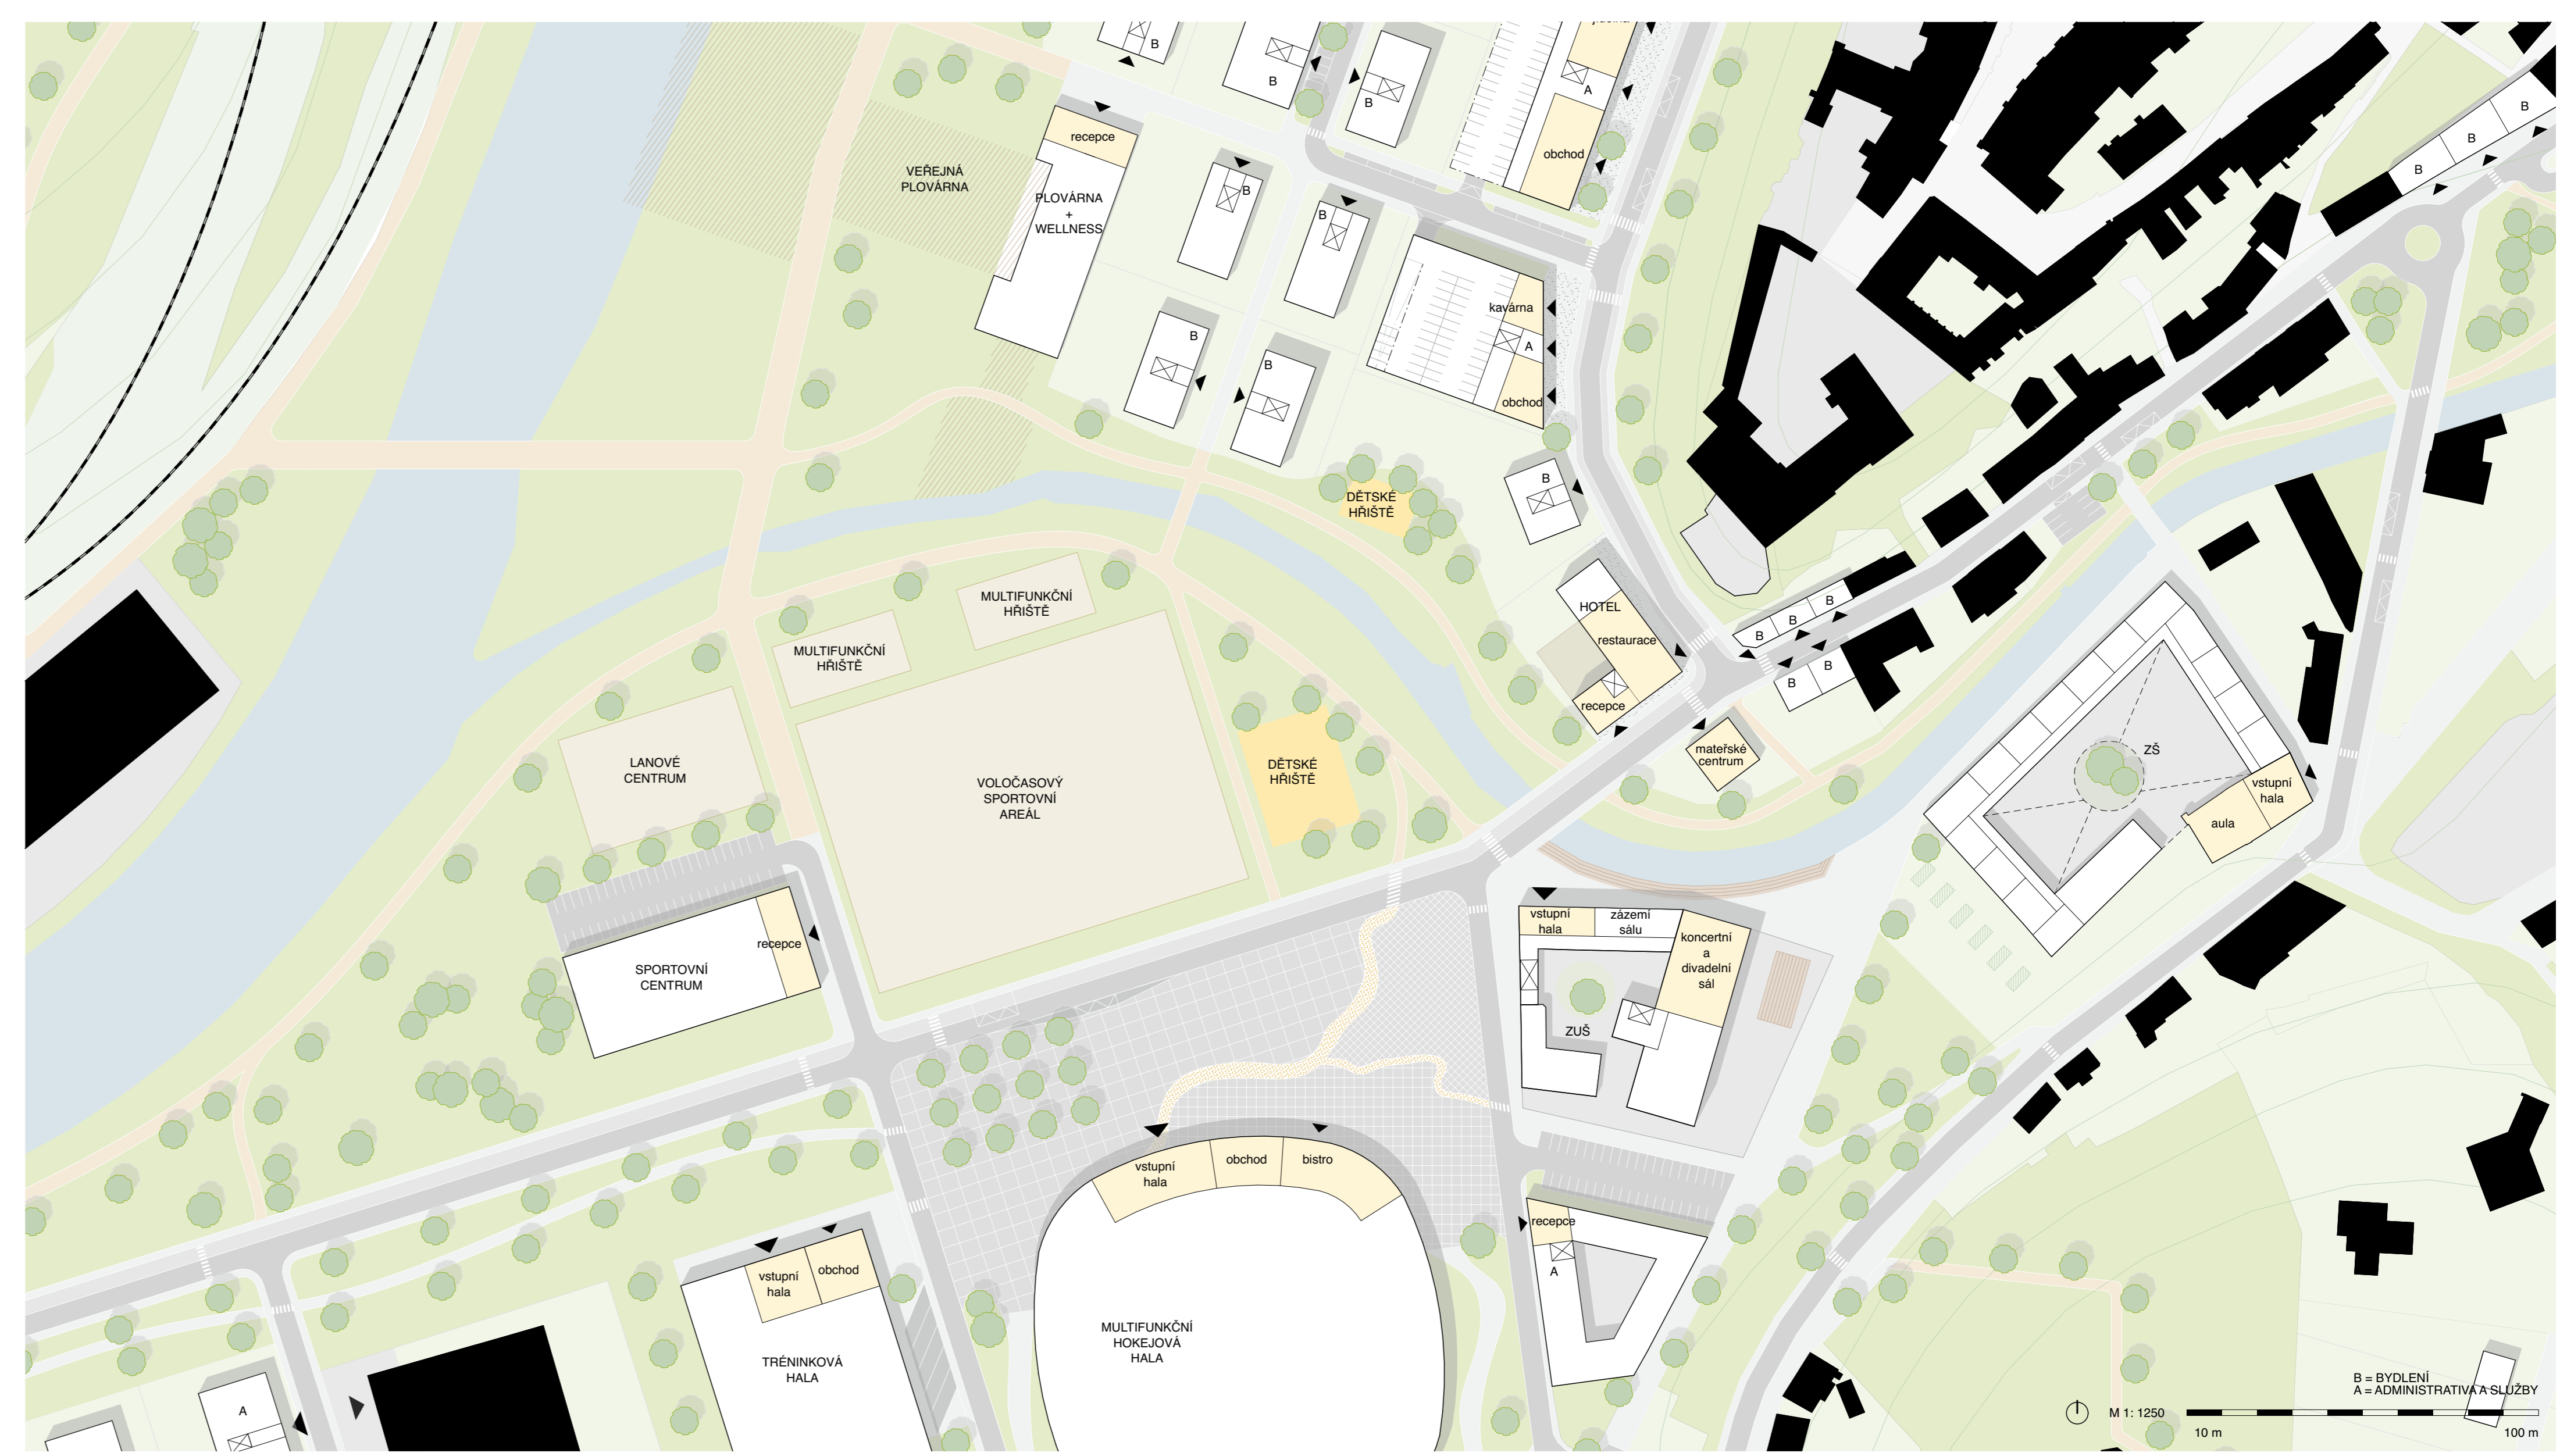 B
B
B
A
jídelna
obchod
recepce
VEŘEJNÁ
PLOVÁRNA
PLOVÁRNA
+
WELLNESS
B
B
B
B
kavárna
A
obchod
B
B
B
DĚTSKÉ
HŘIŠTĚ
B
MULTIFUNKČNÍ
HŘIŠTĚ
MULTIFUNKČNÍ
HŘIŠTĚ
HOTEL
restaurace
recepce
B
B
B
B
B
mateřské
centrum
LANOVÉ
CENTRUM
VOLOČASOVÝ
SPORTOVNÍ
AREÁL
DĚTSKÉ
HŘIŠTĚ
ZŠ
vstupní
hala
aula
recepce
SPORTOVNÍ
CENTRUM
vstupní
hala
zázemí
sálu
koncertní
a
divadelní
sál
ZUŠ
vstupní
hala
obchod
bistro
recepce
A
vstupní
hala
obchod
MULTIFUNKČNÍ
HOKEJOVÁ
HALA
TRÉNINKOVÁ
HALA
A
B
B = BYDLENÍ
A = ADMINISTRATIVA A SLUŽBY
M 1: 1250
10 m
100 m